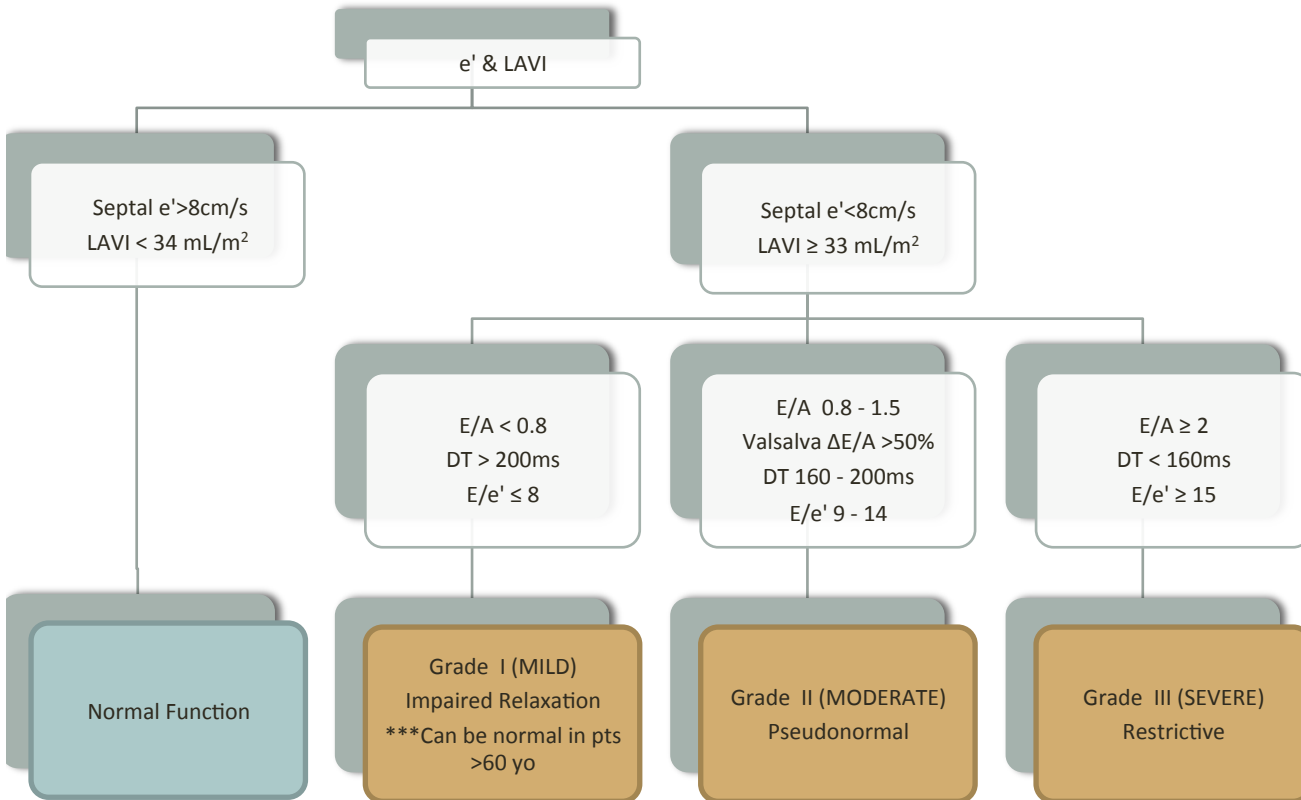 e' & LAVI
Septal e'>8cm/s
LAVI < 34 mL/m²
Septal e'<8cm/s
LAVI ≥ 33 mL/m²
E/A < 0.8
DT > 200ms
E/e' ≤ 8
E/A 0.8 - 1.5
Valsalva ΔE/A >50%
DT 160 - 200ms
E/e' 9 - 14
E/A ≥ 2
DT < 160ms
E/e' ≥ 15
Normal Function
Grade I (MILD)
Impaired Relaxation
***Can be normal in pts
>60 yo
Grade II (MODERATE)
Pseudonormal
Grade III (SEVERE)
Restrictive